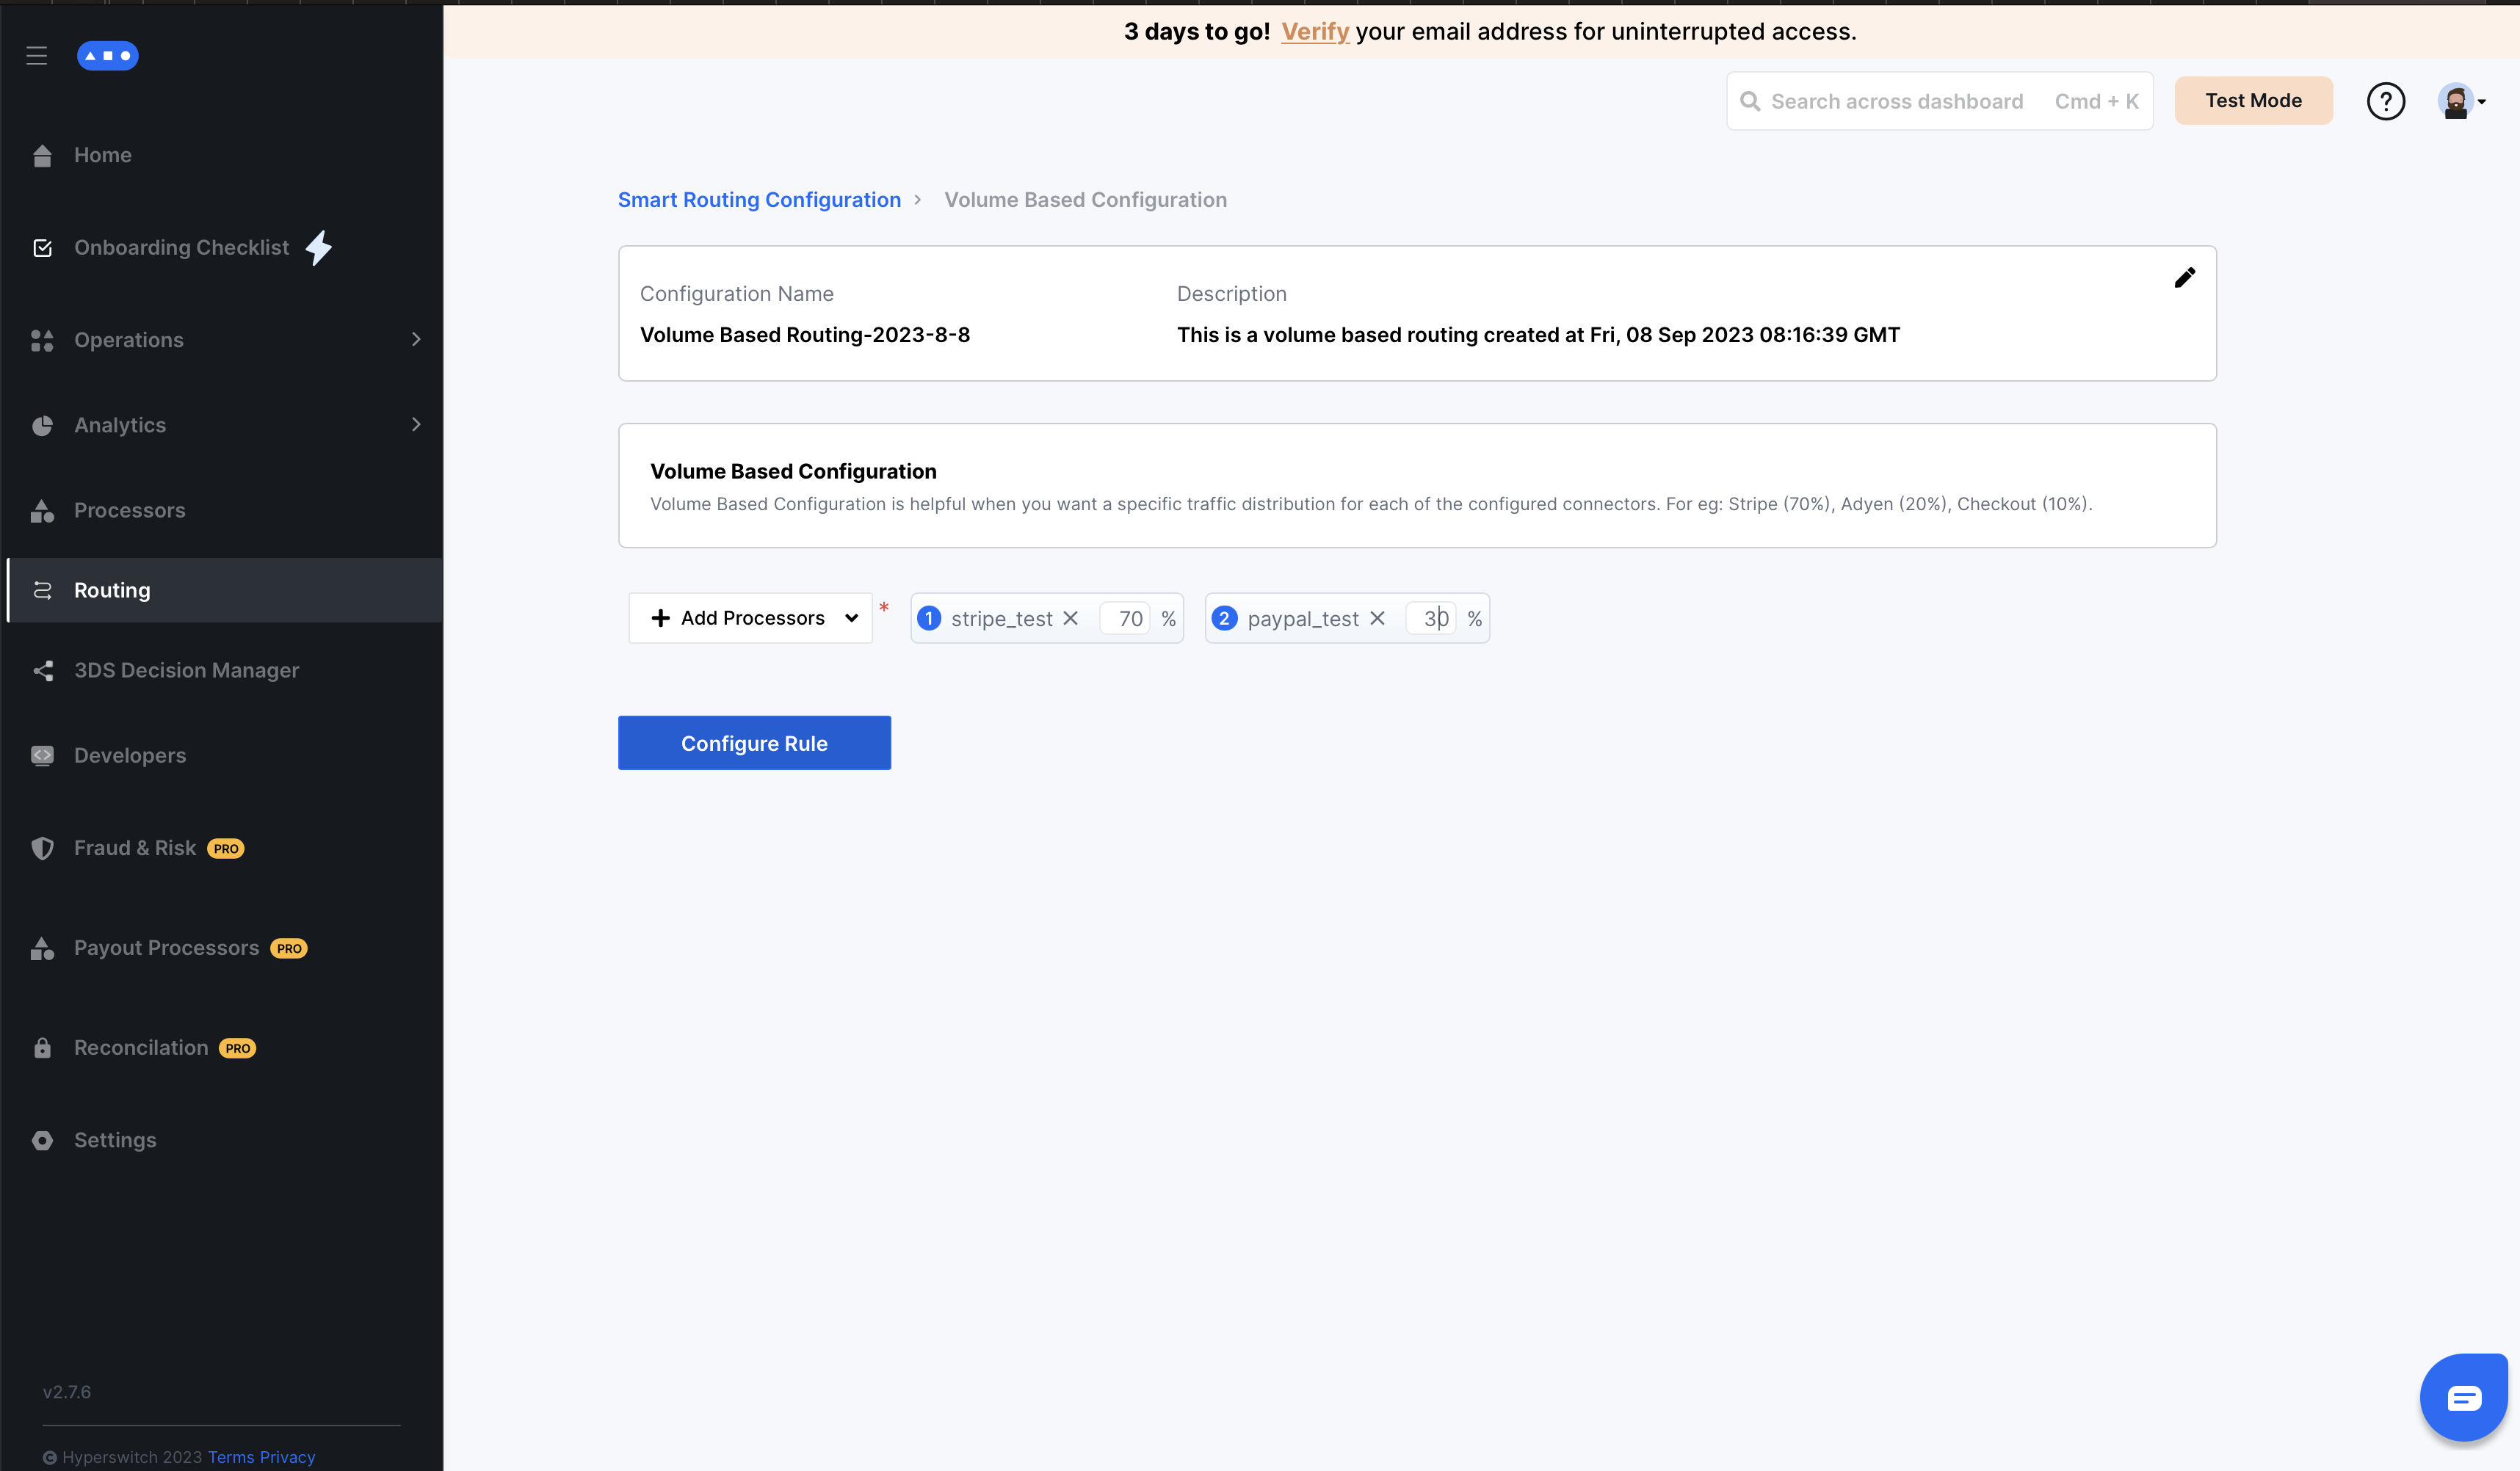 3 days to go! Verify your email address for uninterrupted access.
Search across dashboard Cmd + K
Test Mode
?
Home
Onboarding Checklist
Operations
Analytics
Processors
Routing
3DS Decision Manager
Developers
Fraud & Risk PRO
Payout Processors PRO
Reconcilation PRO
Settings
v2.7.6
© Hyperswitch 2023 Terms Privacy
Smart Routing Configuration > Volume Based Configuration
Configuration Name
Volume Based Routing-2023-8-8
Description
This is a volume based routing created at Fri, 08 Sep 2023 08:16:39 GMT
Volume Based Configuration
Volume Based Configuration is helpful when you want a specific traffic distribution for each of the configured connectors. For eg: Stripe (70%), Adyen (20%), Checkout (10%).
+ Add Processors * 1 stripe_test × 70 % 2 paypal_test × 30 %
Configure Rule